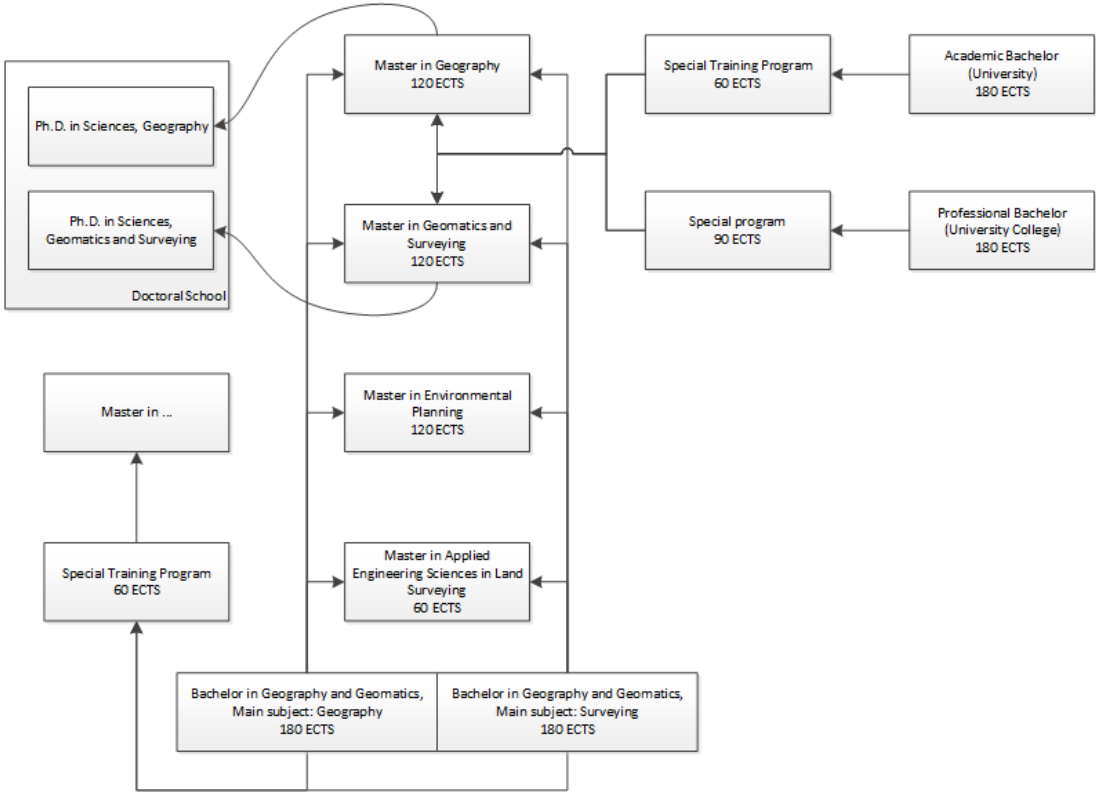 Master in Geography
120 ECTS
Special Training Program
60 ECTS
Academic Bachelor
(University)
180 ECTS
Ph.D. in Sciences, Geography
Ph.D. in Sciences,
Geomatics and Surveying
Doctoral School
Master in Geomatics and
Surveying
120 ECTS
Special program
90 ECTS
Professional Bachelor
(University College)
180 ECTS
Master in ...
Master in Environmental
Planning
120 ECTS
Special Training Program
60 ECTS
Master in Applied
Engineering Sciences in Land
Surveying
60 ECTS
Bachelor in Geography and Geomatics,
Main subject: Geography
180 ECTS
Bachelor in Geography and Geomatics,
Main subject: Surveying
180 ECTS